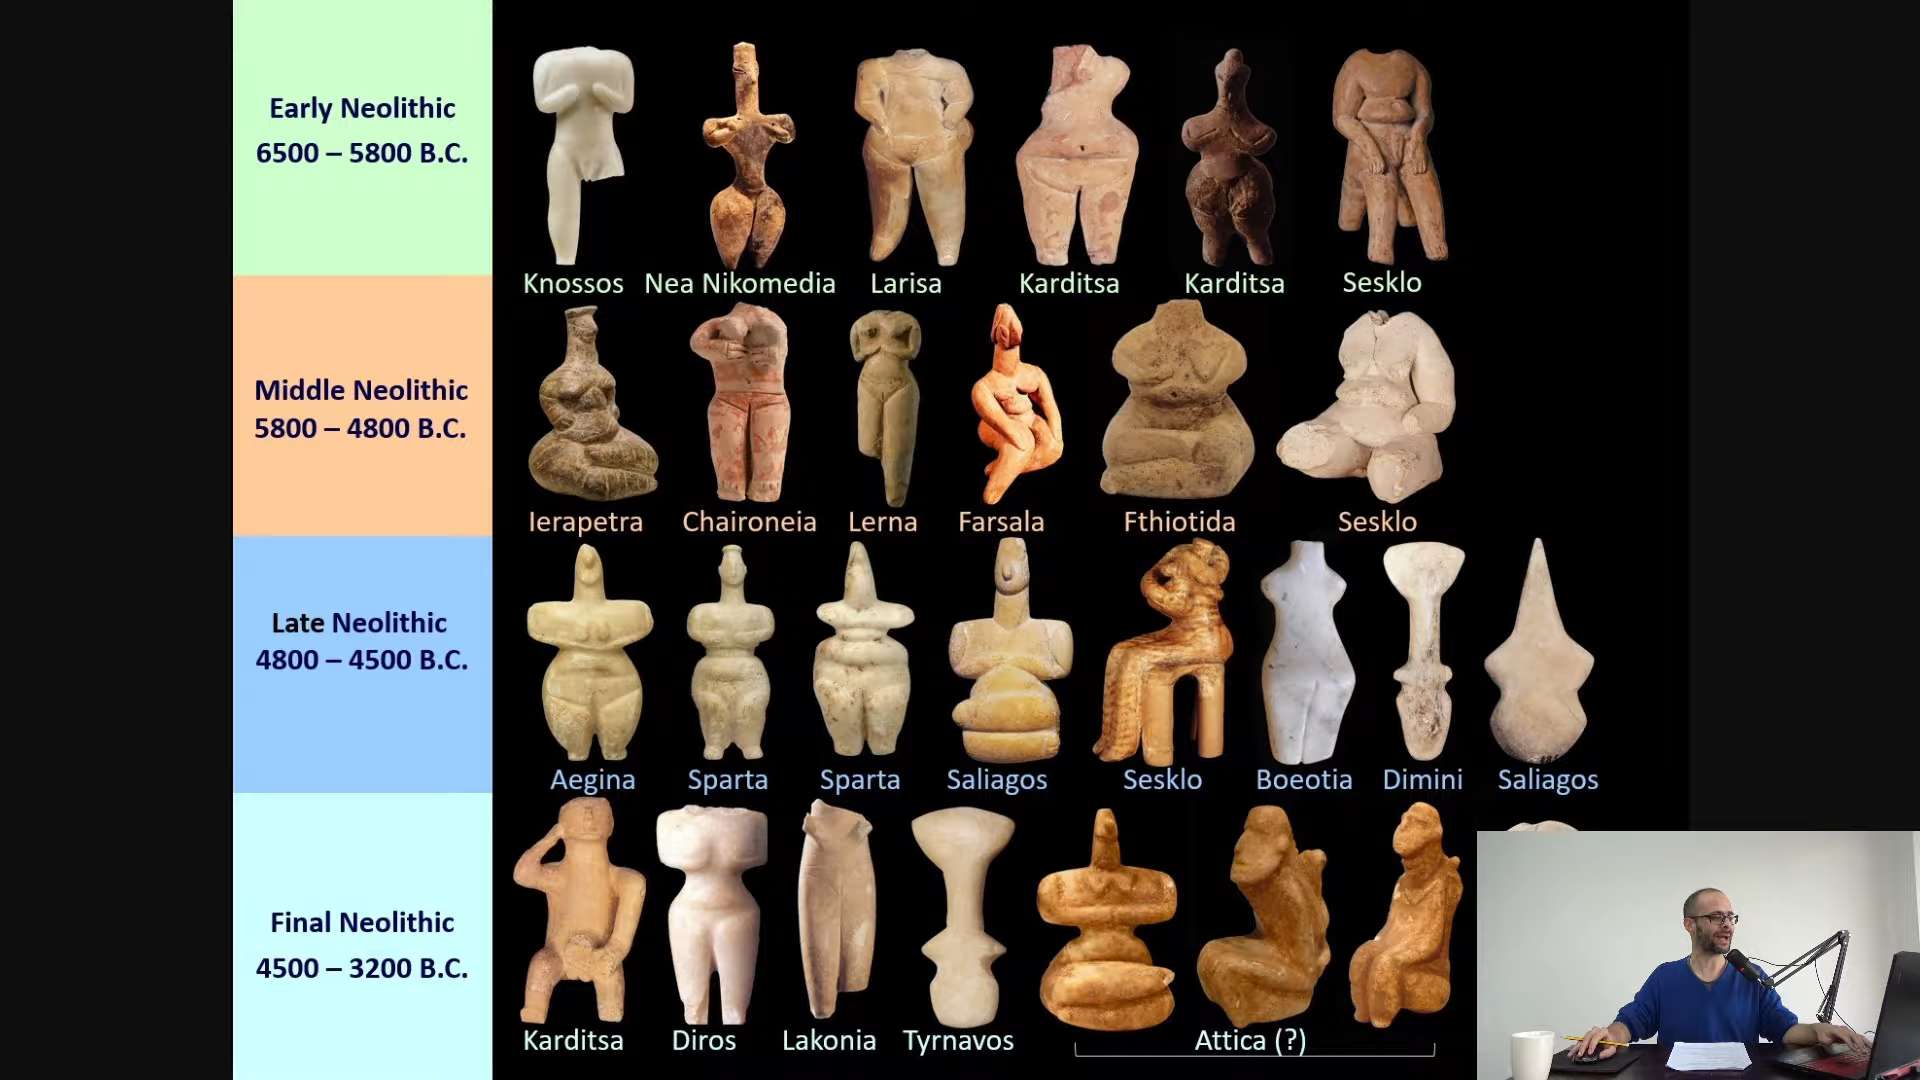 Early Neolithic
6500 – 5800 B.C.
Knossos Nea Nikomedia Larisa Karditsa Karditsa Sesklo
Middle Neolithic
5800 – 4800 B.C.
Ierapetra Chaironeia Lerna Farsala Fthiotida Sesklo
Late Neolithic
4800 – 4500 B.C.
Aegina Sparta Sparta Saliagos Sesklo Boeotia Dimini Saliagos
Final Neolithic
4500 – 3200 B.C.
Karditsa Diros Lakonia Tyrnavos Attica (?)